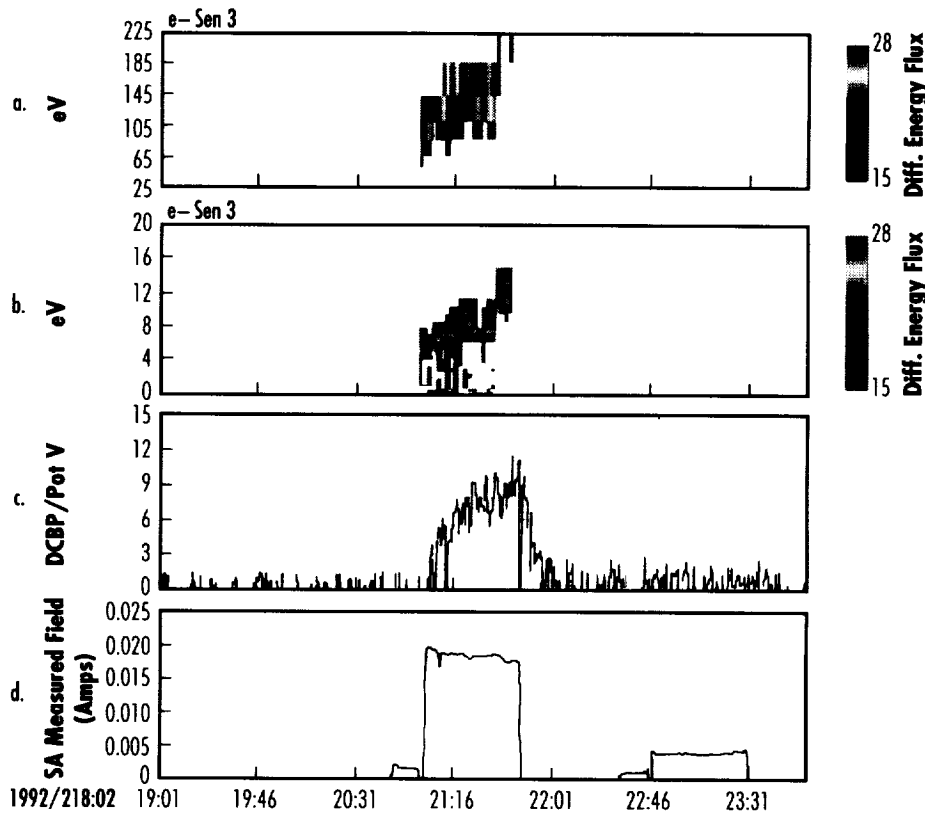 e– Sen 3
a.
eV
225
185
145
105
65
25
28
15
Diff. Energy Flux
e– Sen 3
b.
eV
20
16
12
8
4
0
28
15
Diff. Energy Flux
c.
DCBP/Pot V
15
12
9
6
3
0
d.
SA Measured Field
(Amps)
0.025
0.020
0.015
0.010
0.005
0
1992/218:02 19:01 19:46 20:31 21:16 22:01 22:46 23:31